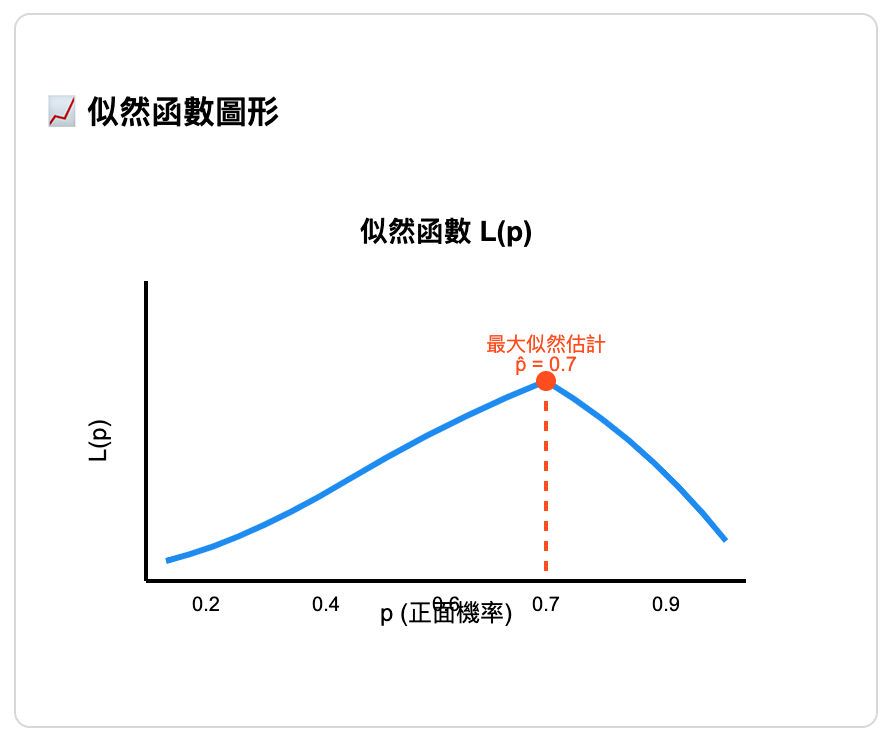 📈 似然函數圖形
似然函數 L(p)
最大似然估計
p̂ = 0.7
L(p)
0.2 0.4 0.6 0.7 0.9
p (正面機率)